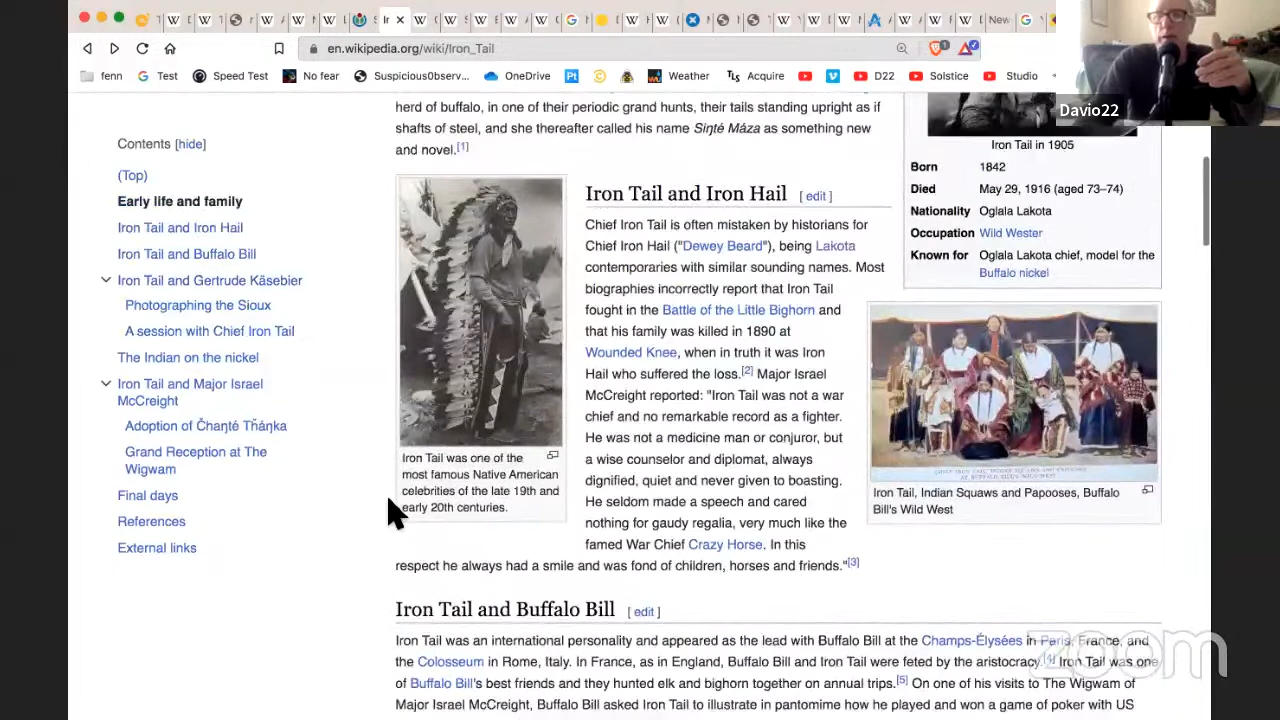 en.wikipedia.org/wiki/Iron_Tail
fenn
Test
Speed Test
No fear
Suspicious0bserv...
OneDrive
Weather
Acquire
D22
Solstice
Studio
Davio22
Contents [hide]
(Top)
Early life and family
Iron Tail and Iron Hail
Iron Tail and Buffalo Bill
Iron Tail and Gertrude Käsebier
Photographing the Sioux
A session with Chief Iron Tail
The Indian on the nickel
Iron Tail and Major Israel
McCreight
Adoption of Čhaŋté Tȟáŋka
Grand Reception at The
Wigwam
Final days
References
External links
herd of buffalo, in one of their periodic grand hunts, their tails standing upright as if
shafts of steel, and she thereafter called his name Siŋté Máza as something new
and novel.[1]
Iron Tail was one of the
most famous Native American
celebrities of the late 19th and
early 20th centuries.
Iron Tail and Iron Hail [ edit ]
Chief Iron Tail is often mistaken by historians for
Chief Iron Hail ("Dewey Beard"), being Lakota
contemporaries with similar sounding names. Most
biographies incorrectly report that Iron Tail
fought in the Battle of the Little Bighorn and
that his family was killed in 1890 at
Wounded Knee, when in truth it was Iron
Hail who suffered the loss.[2] Major Israel
McCreight reported: "Iron Tail was not a war
chief and no remarkable record as a fighter.
He was not a medicine man or conjuror, but
a wise counselor and diplomat, always
dignified, quiet and never given to boasting.
He seldom made a speech and cared
nothing for gaudy regalia, very much like the
famed War Chief Crazy Horse. In this
respect he always had a smile and was fond of children, horses and friends."[3]
Iron Tail in 1905
Born 1842
Died May 29, 1916 (aged 73–74)
Nationality Oglala Lakota
Occupation Wild Wester
Known for Oglala Lakota chief, model for the
Buffalo nickel
Iron Tail, Indian Squaws and Papooses, Buffalo
Bill's Wild West
Iron Tail and Buffalo Bill [ edit ]
Iron Tail was an international personality and appeared as the lead with Buffalo Bill at the Champs-Élysées in Paris, France, and
the Colosseum in Rome, Italy. In France, as in England, Buffalo Bill and Iron Tail were feted by the aristocracy.[4] Iron Tail was one
of Buffalo Bill's best friends and they hunted elk and bighorn together on annual trips.[5] On one of his visits to The Wigwam of
Major Israel McCreight, Buffalo Bill asked Iron Tail to illustrate in pantomime how he played and won a game of poker with US
zoom